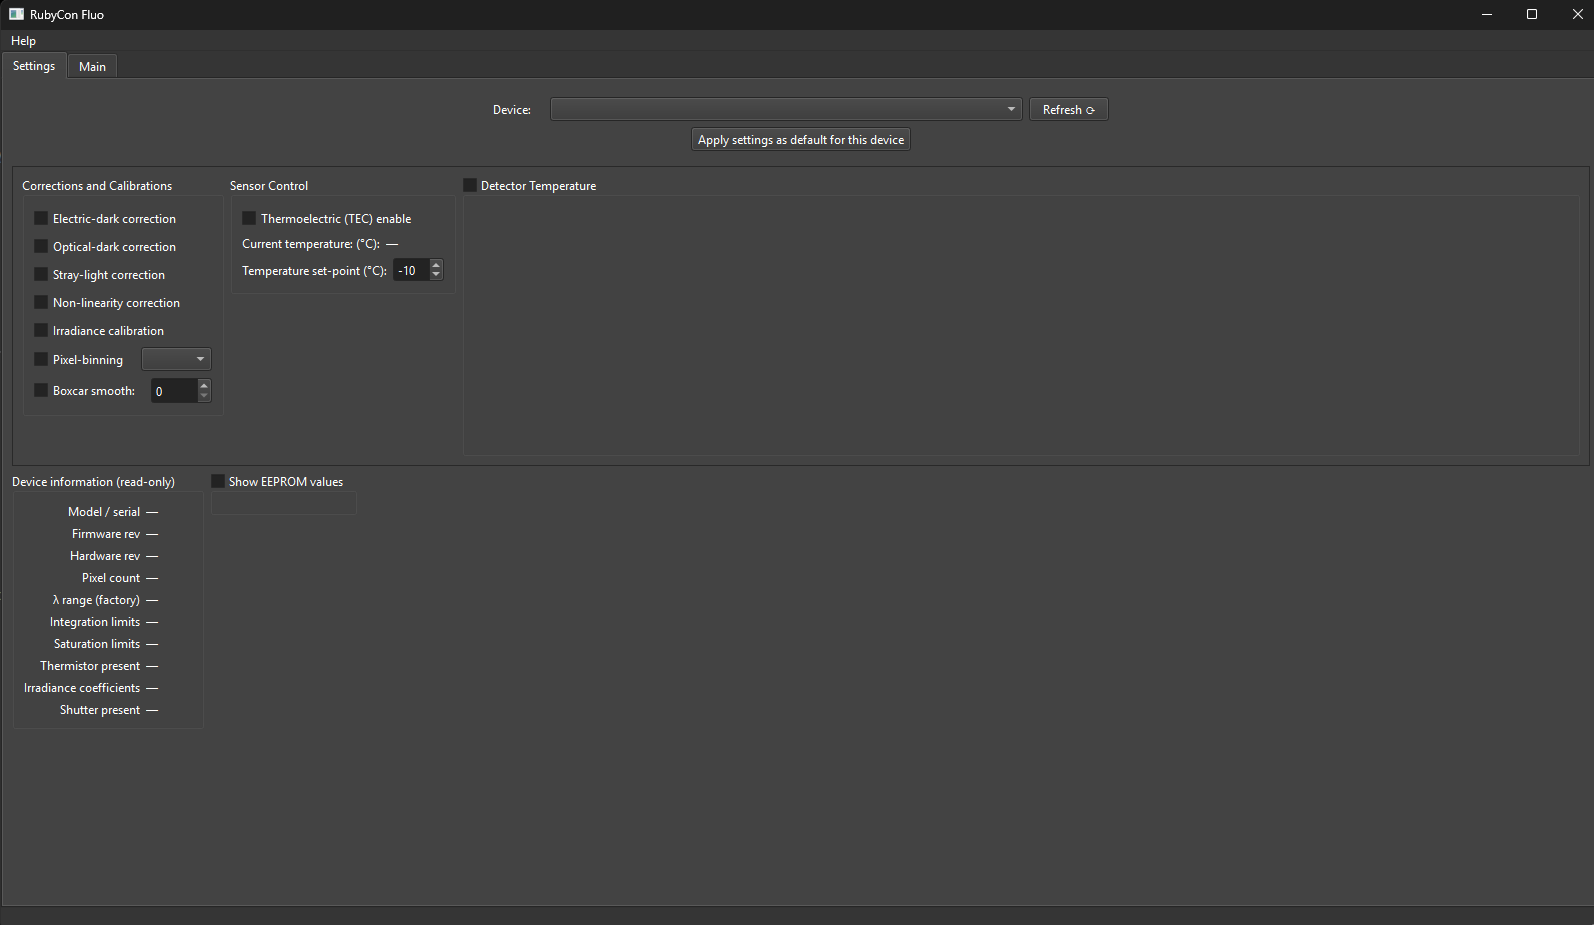 RubyCon Fluo
Help
Settings Main
Device: Refresh ⟳
Apply settings as default for this device
Corrections and Calibrations
Electric-dark correction
Optical-dark correction
Stray-light correction
Non-linearity correction
Irradiance calibration
Pixel-binning
Boxcar smooth: 0
Sensor Control
Thermoelectric (TEC) enable
Current temperature: (°C): —
Temperature set-point (°C): -10
Detector Temperature
Device information (read-only)
Model / serial —
Firmware rev —
Hardware rev —
Pixel count —
λ range (factory) —
Integration limits —
Saturation limits —
Thermistor present —
Irradiance coefficients —
Shutter present —
Show EEPROM values